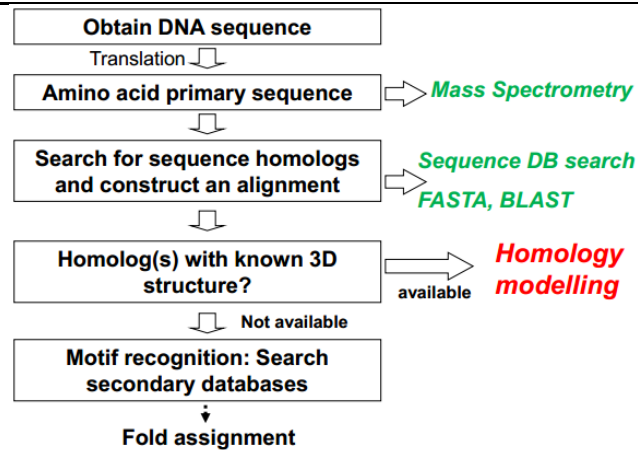 Obtain DNA sequence
Translation
Amino acid primary sequence
Mass Spectrometry
Search for sequence homologs
and construct an alignment
Sequence DB search
FASTA, BLAST
Homolog(s) with known 3D
structure?
available
Homology
modelling
Not available
Motif recognition: Search
secondary databases
Fold assignment